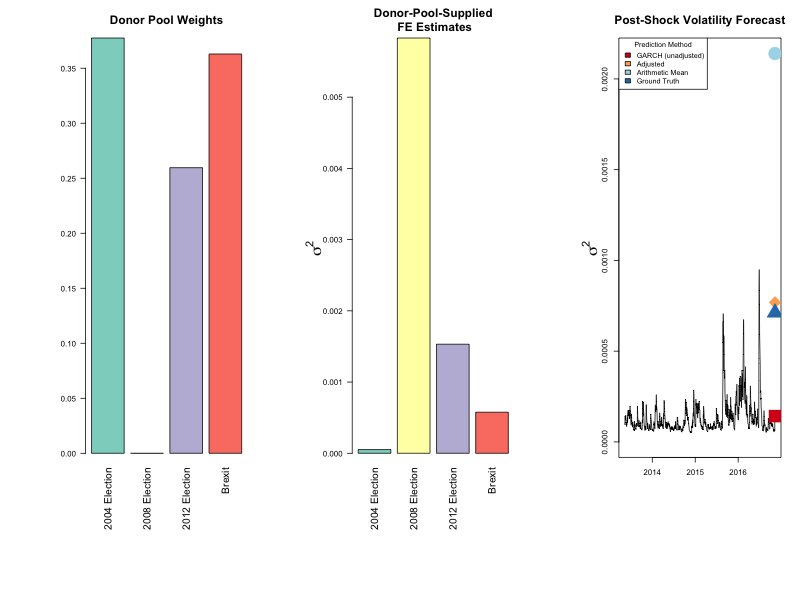 Donor Pool Weights
0.35
0.30
0.25
0.20
0.15
0.10
0.05
0.00
2004 Election
2008 Election
2012 Election
Brexit
Donor-Pool-Supplied
FE Estimates
σ²
0.005
0.004
0.003
0.002
0.001
0.000
2004 Election
2008 Election
2012 Election
Brexit
Post-Shock Volatility Forecast
σ²
0.0020
0.0015
0.0010
0.0005
0.0000
Prediction Method
GARCH (unadjusted)
Adjusted
Arithmetic Mean
Ground Truth
2014 2015 2016